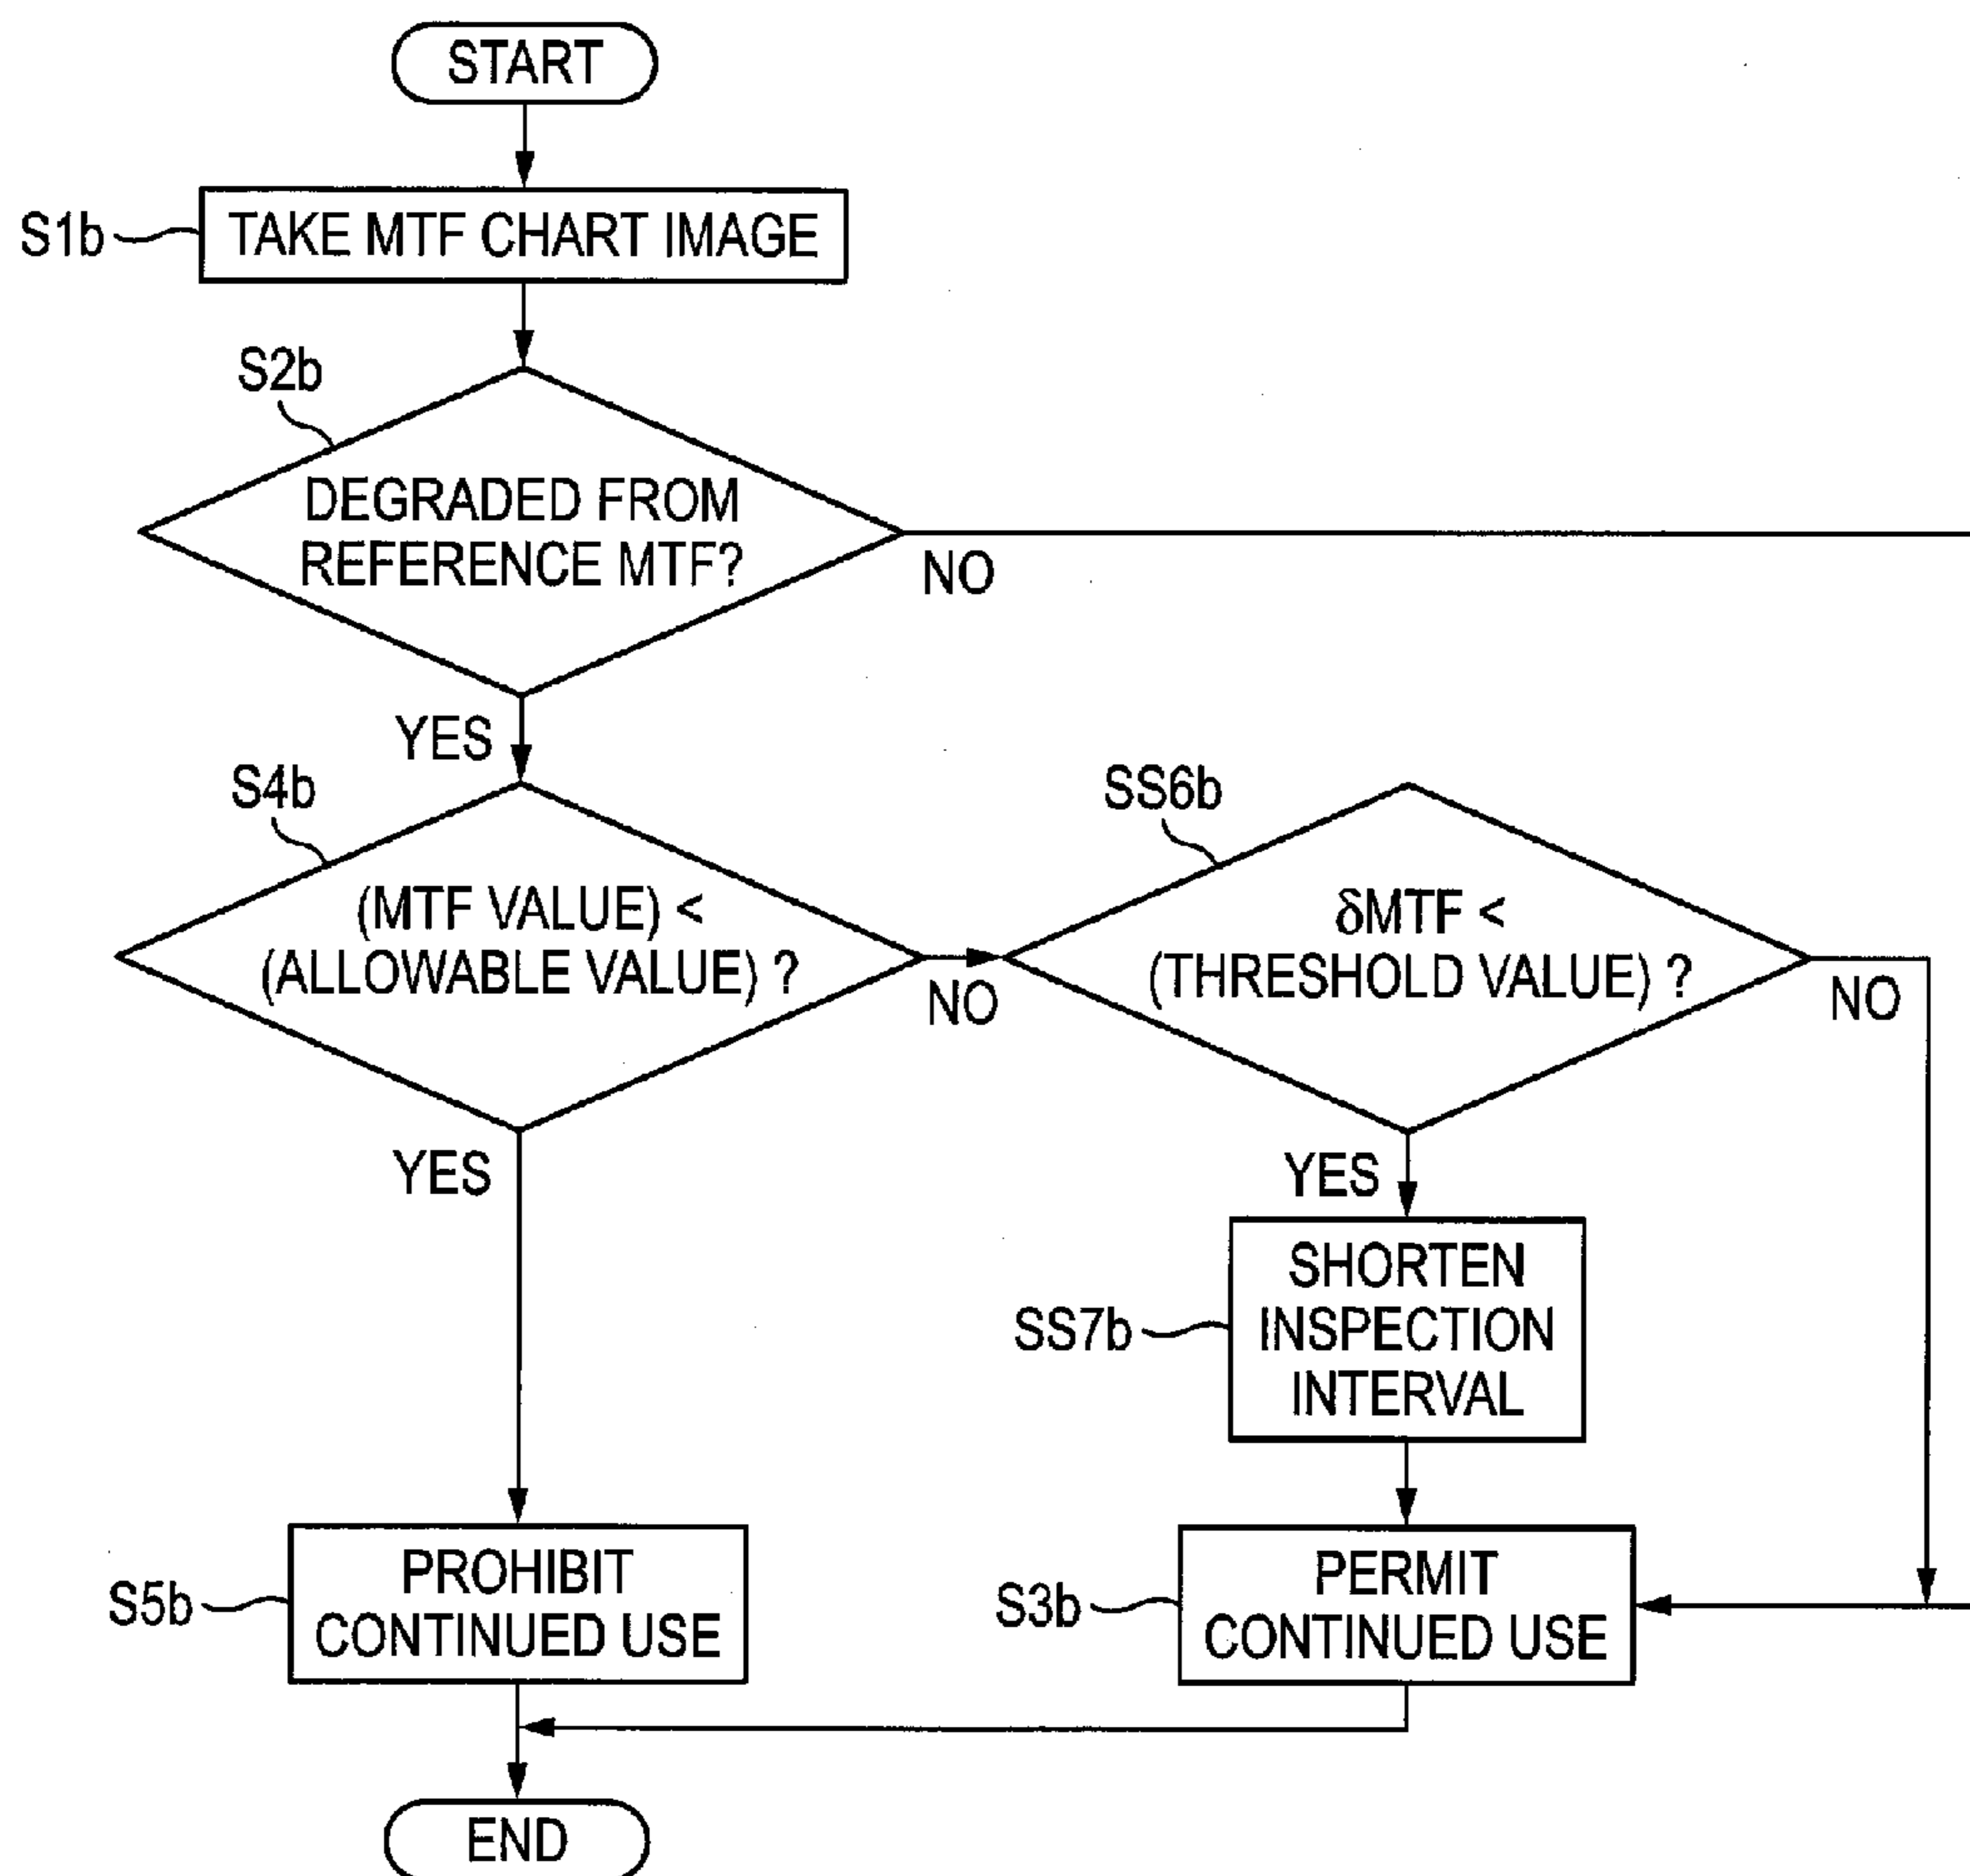 START
S1b
TAKE MTF CHART IMAGE
S2b
DEGRADED FROM
REFERENCE MTF?
NO
YES
S4b
(MTF VALUE) <
(ALLOWABLE VALUE) ?
NO
SS6b
δMTF <
(THRESHOLD VALUE) ?
NO
YES
YES
SHORTEN
INSPECTION
INTERVAL
SS7b
PROHIBIT
CONTINUED USE
S5b
PERMIT
CONTINUED USE
S3b
END